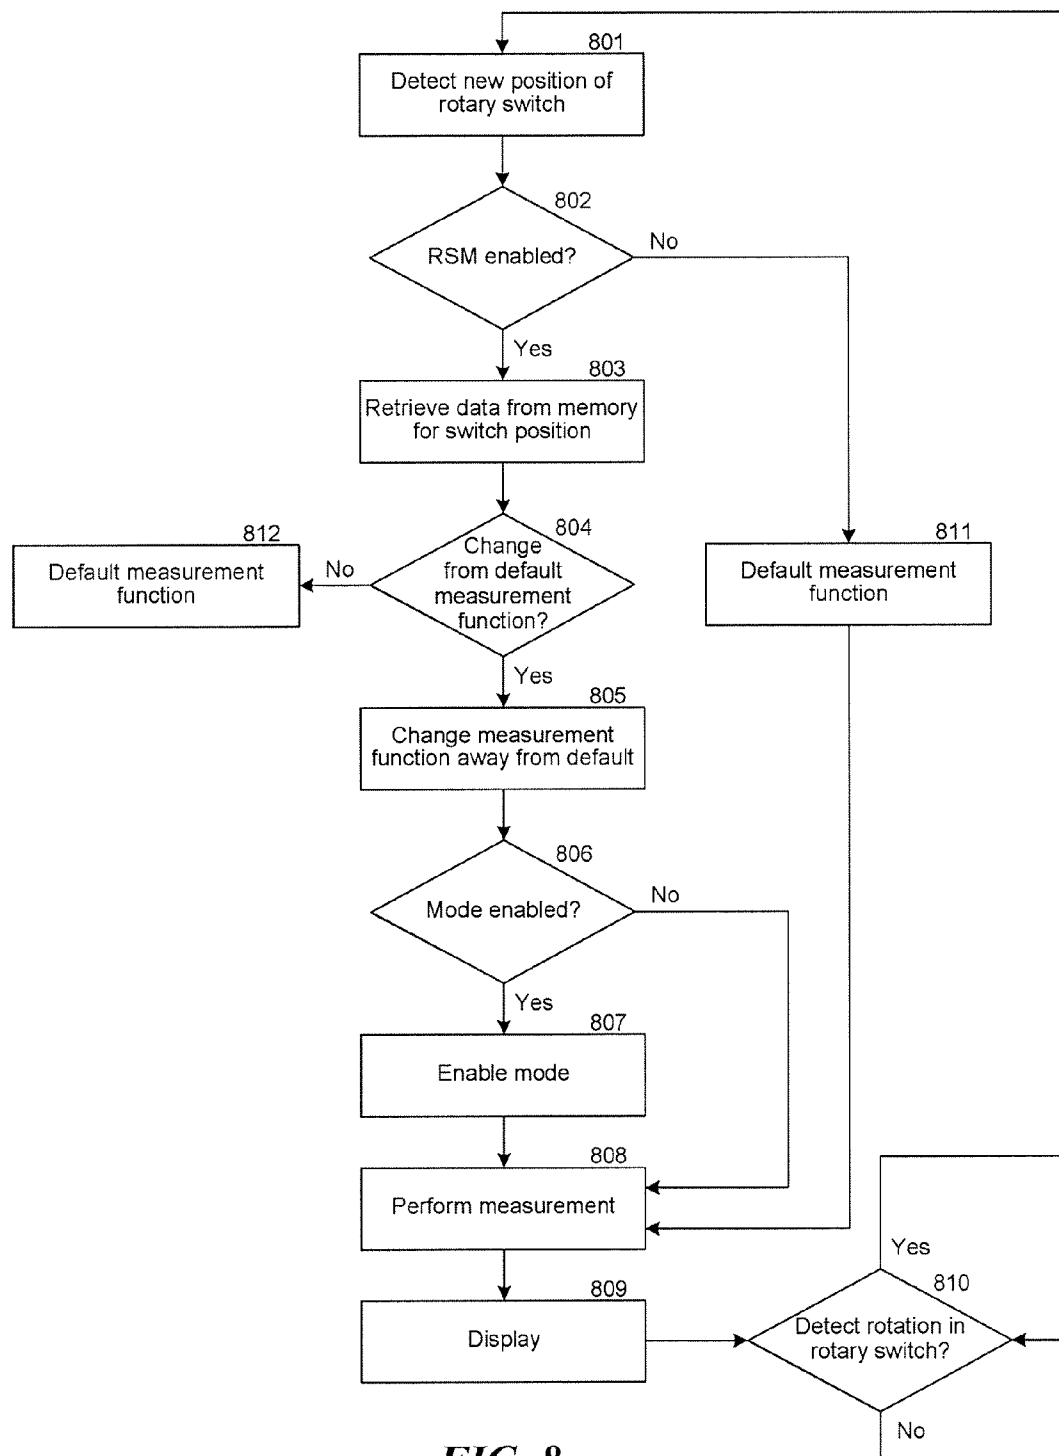 801
Detect new position of
rotary switch
802
RSM enabled?
No
Yes
803
Retrieve data from memory
for switch position
804
Change
from default
measurement
function?
No
812
Default measurement
function
811
Default measurement
function
Yes
805
Change measurement
function away from default
806
Mode enabled?
No
Yes
807
Enable mode
808
Perform measurement
809
Display
Yes
810
Detect rotation in
rotary switch?
No
FIG. 8